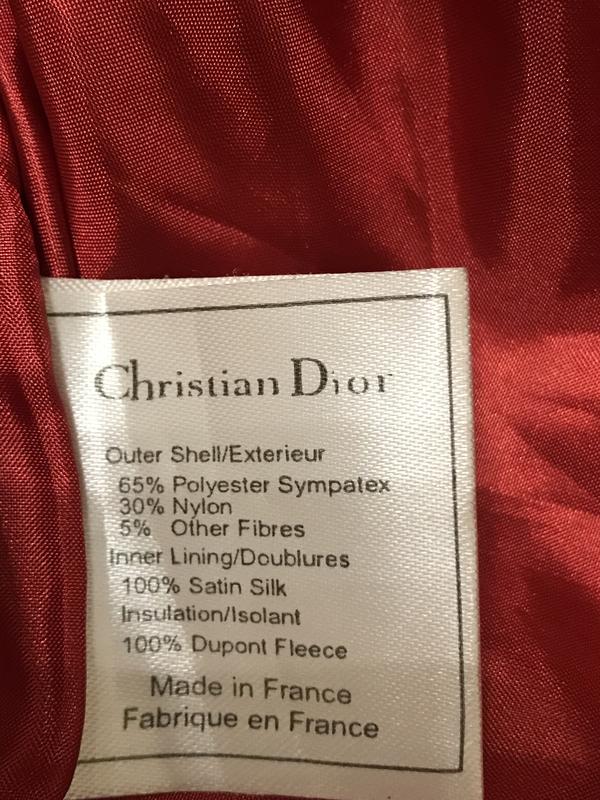 Christian Dior
Outer Shell/Exterieur
65% Polyester Sympatex
30% Nylon
5% Other Fibres
Inner Lining/Doublures
100% Satin Silk
Insulation/Isolant
100% Dupont Fleece
Made in France
Fabrique en France